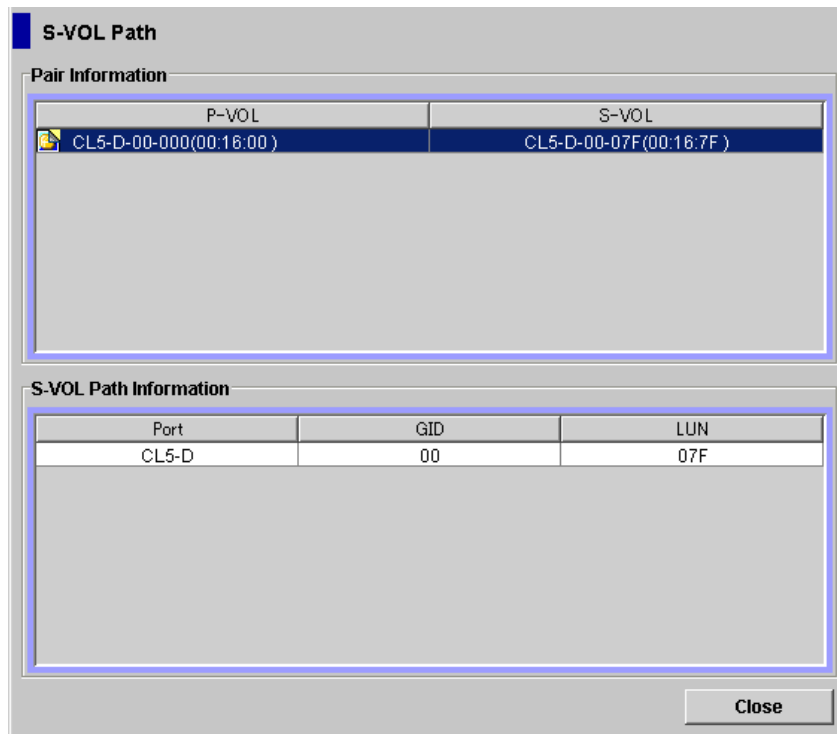 S-VOL Path
Pair Information
P-VOL S-VOL
CL5-D-00-000(00:16:00 ) CL5-D-00-07F(00:16:7F )
S-VOL Path Information
Port GID LUN
CL5-D 00 07F
Close